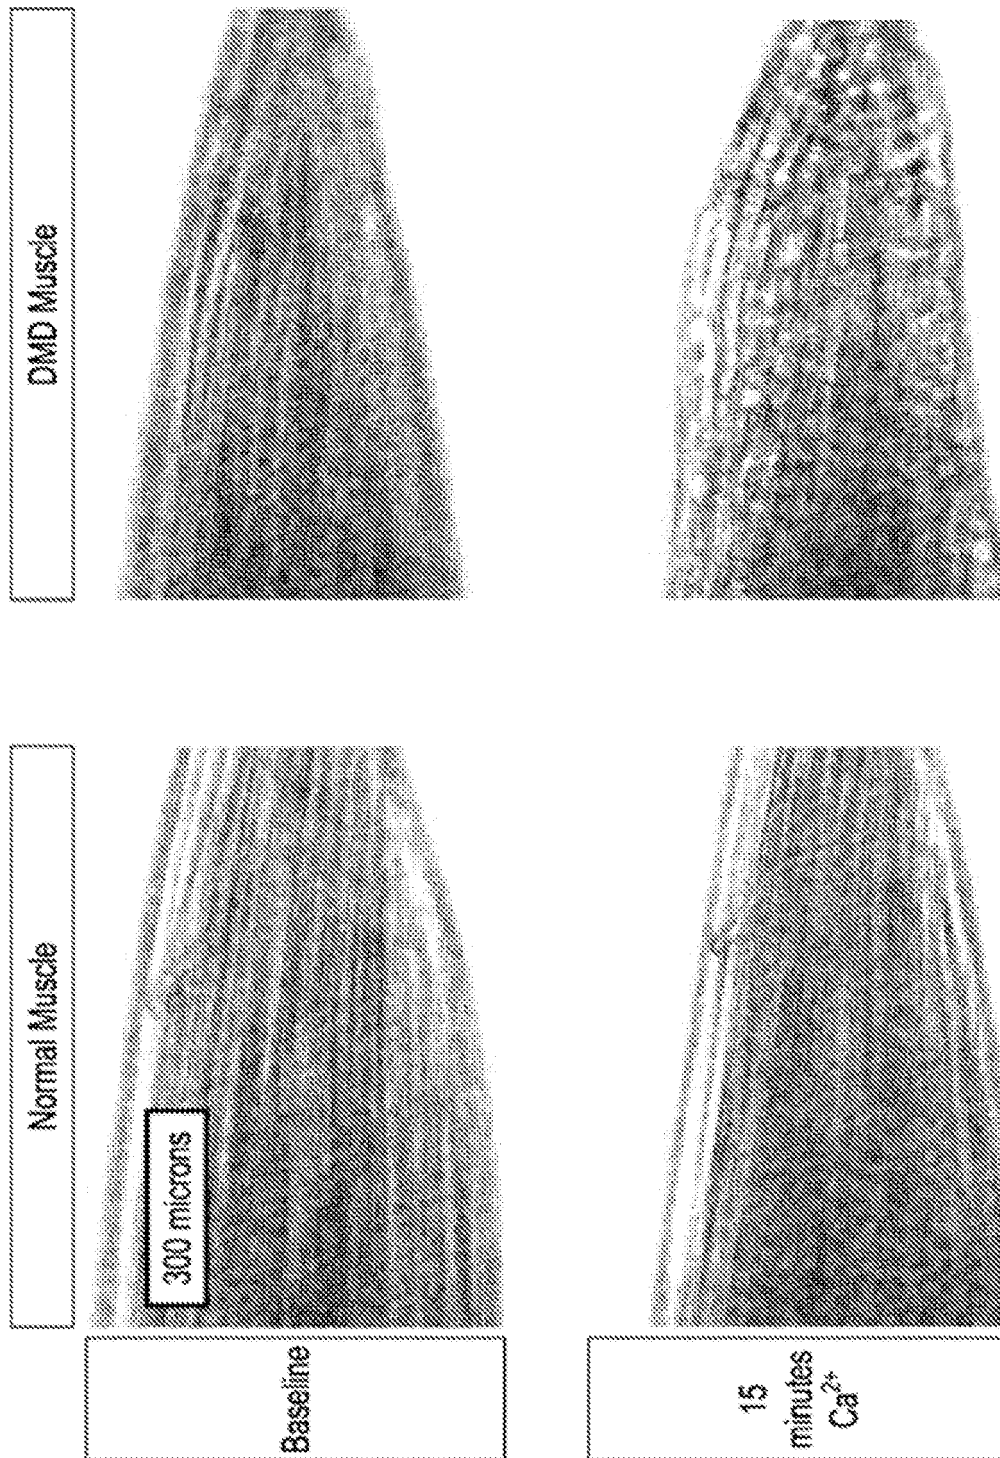 Normal Muscle
DMD Muscle
Baseline
300 microns
15
minutes
Ca²⁺